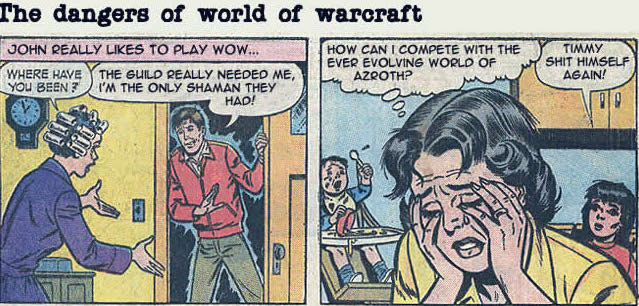 The dangers of world of warcraft
JOHN REALLY LIKES TO PLAY WOW...
WHERE HAVE
YOU BEEN?
THE GUILD REALLY NEEDED ME,
I'M THE ONLY SHAMAN THEY
HAD!
HOW CAN I COMPETE WITH THE
EVER EVOLVING WORLD OF
AZROTH?
TIMMY
SHIT HIMSELF
AGAIN!